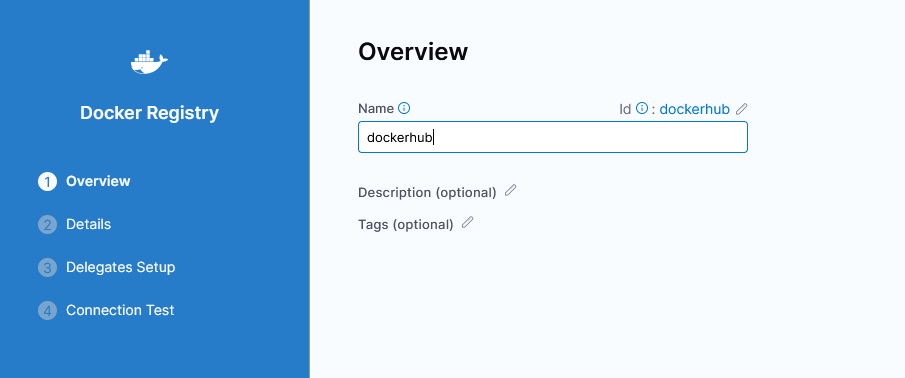 Docker Registry
1 Overview
2 Details
3 Delegates Setup
4 Connection Test
Overview
Name Id : dockerhub
dockerhub
Description (optional)
Tags (optional)